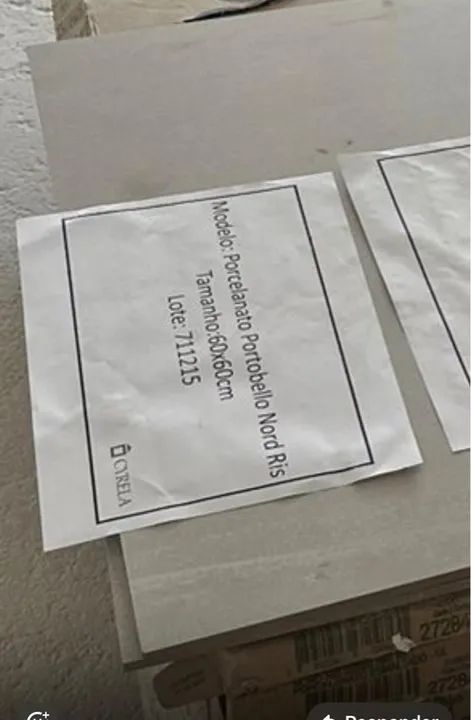 Modelo: Porcelanato Portobello Nord Ris
Tamanho:60x60cm
Lote: 711215
CYRELA